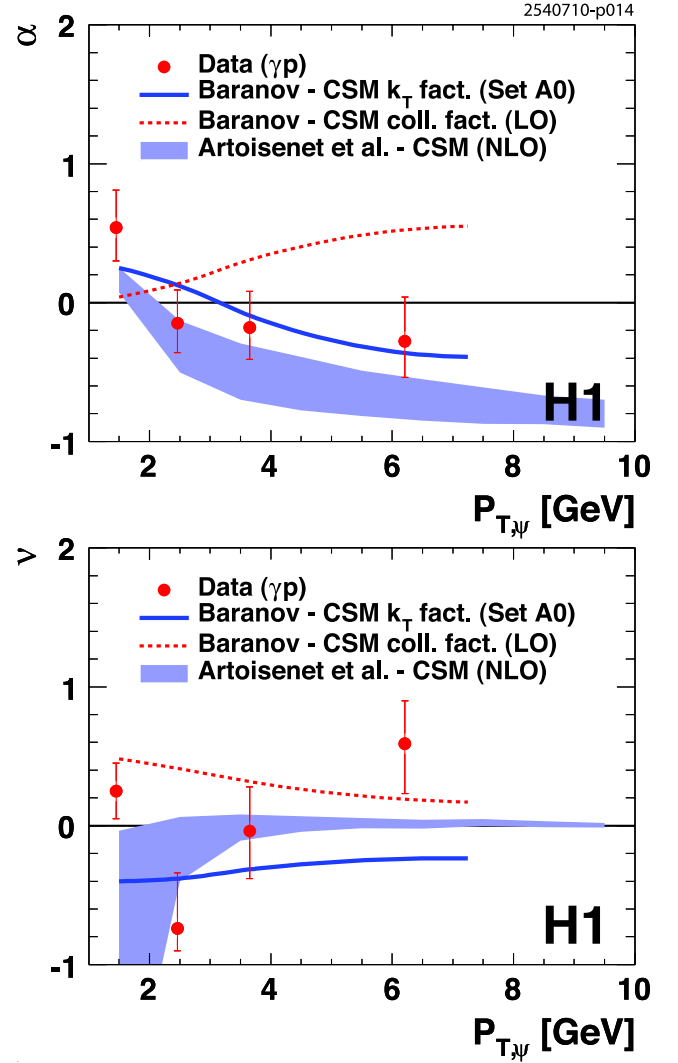 2540710-p014
α
2
Data (γp)
Baranov - CSM k_T fact. (Set A0)
Baranov - CSM coll. fact. (LO)
Artoisenet et al. - CSM (NLO)
1
0
H1
-1
2 4 6 8 10
P_T,ψ [GeV]
ν
2
Data (γp)
Baranov - CSM k_T fact. (Set A0)
Baranov - CSM coll. fact. (LO)
Artoisenet et al. - CSM (NLO)
1
0
H1
-1
2 4 6 8 10
P_T,ψ [GeV]